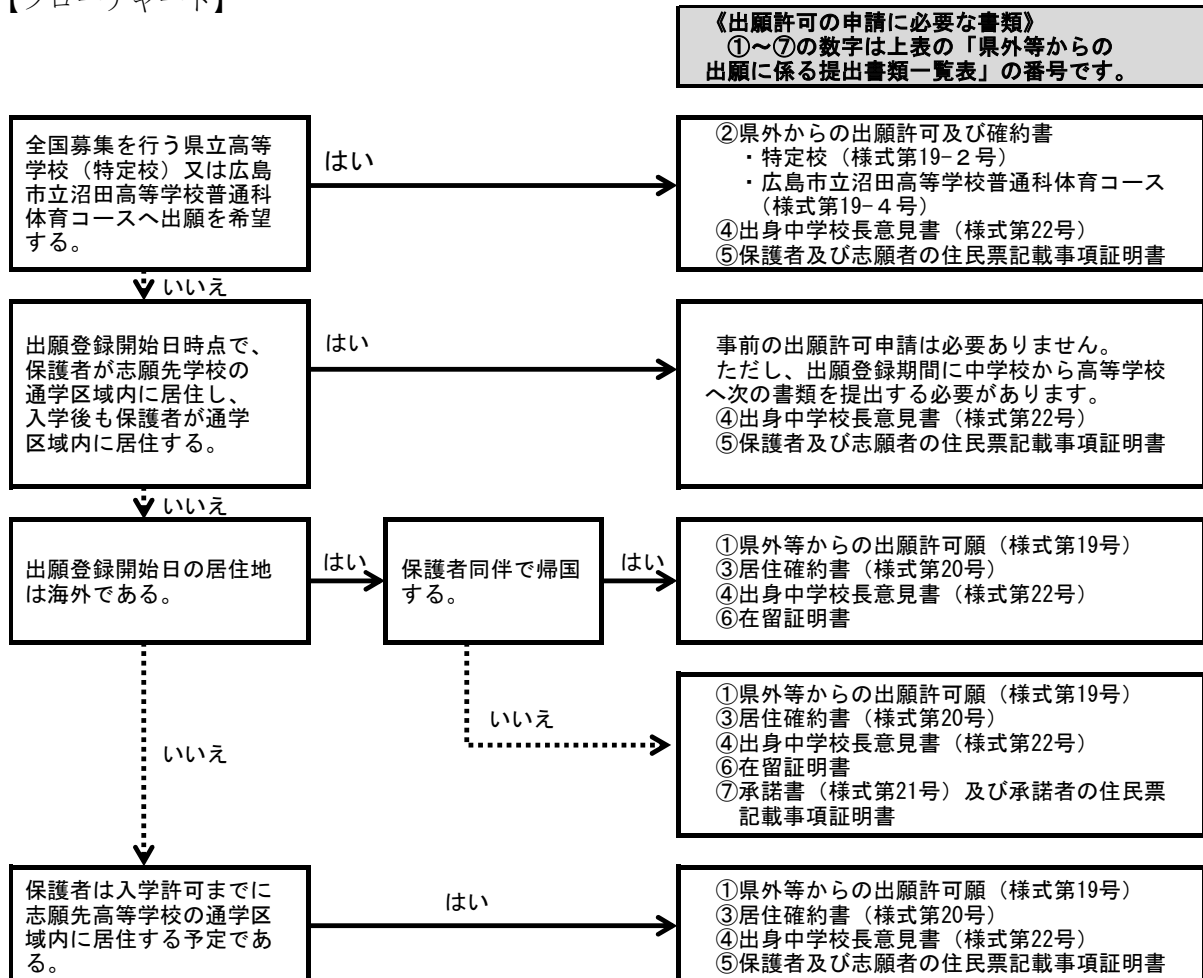 【フローチャート】
《出願許可の申請に必要な書類》
①～⑦の数字は上表の「県外等からの
出願に係る提出書類一覧表」の番号です。
全国募集を行う県立高等
学校（特定校）又は広島
市立沼田高等学校普通科
体育コースへ出願を希望
する。
はい
②県外からの出願許可及び確約書
・特定校（様式第19-2号）
・広島市立沼田高等学校普通科体育コース
（様式第19-4号）
④出身中学校長意見書（様式第22号）
⑤保護者及び志願者の住民票記載事項証明書
いいえ
出願登録開始日時点で、
保護者が志願先学校の
通学区域内に居住し、
入学後も保護者が通学
区域内に居住する。
はい
事前の出願許可申請は必要ありません。
ただし、出願登録期間に中学校から高等学校
へ次の書類を提出する必要があります。
④出身中学校長意見書（様式第22号）
⑤保護者及び志願者の住民票記載事項証明書
いいえ
出願登録開始日の居住地
は海外である。
はい
保護者同伴で帰国
する。
はい
①県外等からの出願許可願（様式第19号）
③居住確約書（様式第20号）
④出身中学校長意見書（様式第22号）
⑥在留証明書
いいえ
①県外等からの出願許可願（様式第19号）
③居住確約書（様式第20号）
④出身中学校長意見書（様式第22号）
⑥在留証明書
⑦承諾書（様式第21号）及び承諾者の住民票
記載事項証明書
いいえ
保護者は入学許可までに
志願先高等学校の通学区
域内に居住する予定であ
る。
はい
①県外等からの出願許可願（様式第19号）
③居住確約書（様式第20号）
④出身中学校長意見書（様式第22号）
⑤保護者及び志願者の住民票記載事項証明書